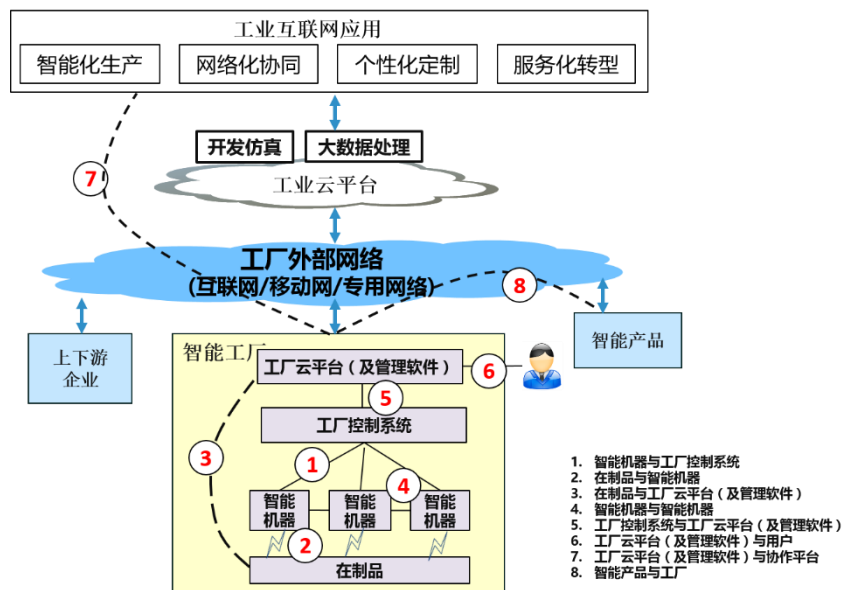 工业互联网应用
智能化生产
网络化协同
个性化定制
服务化转型
开发仿真
大数据处理
7
工业云平台
工厂外部网络
(互联网/移动网/专用网络)
8
上下游
企业
智能工厂
智能产品
工厂云平台（及管理软件）
6
5
工厂控制系统
3
1
4
智能
机器
智能
机器
智能
机器
2
在制品
1. 智能机器与工厂控制系统
2. 在制品与智能机器
3. 在制品与工厂云平台（及管理软件）
4. 智能机器与智能机器
5. 工厂控制系统与工厂云平台（及管理软件）
6. 工厂云平台（及管理软件）与用户
7. 工厂云平台（及管理软件）与协作平台
8. 智能产品与工厂